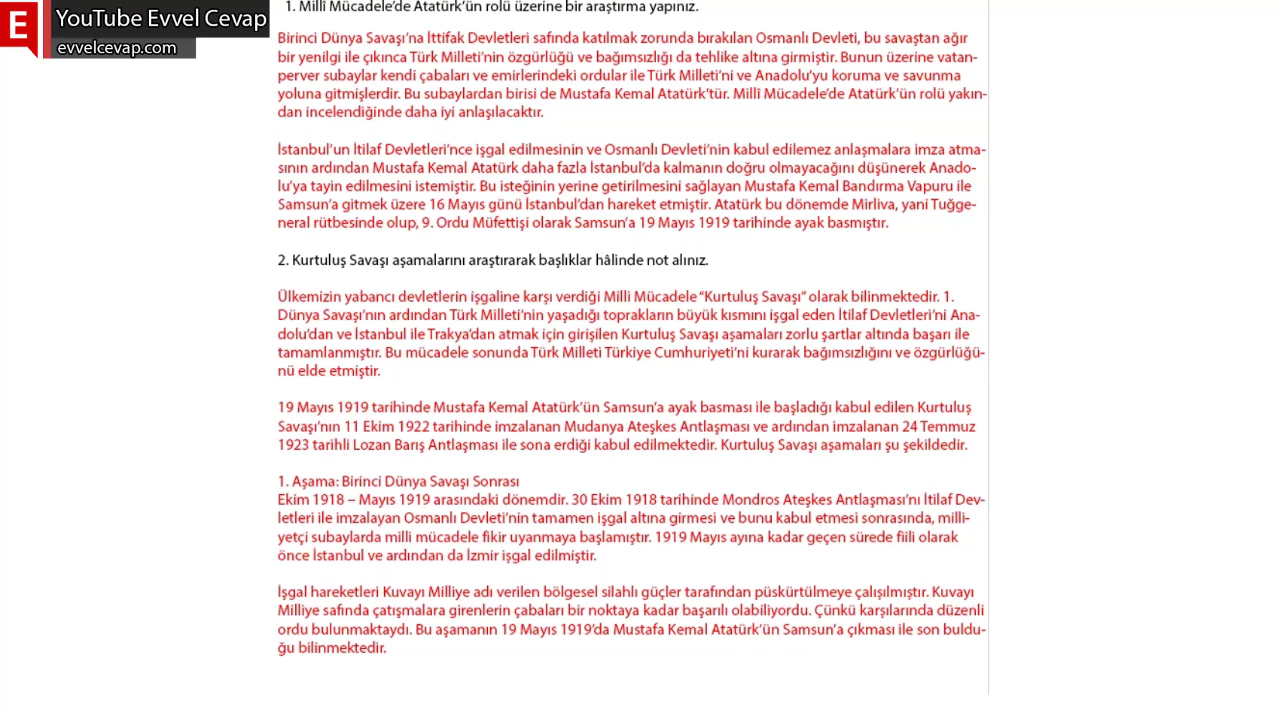 E
YouTube Evvel Cevap
evvelcevap.com
1. Millî Mücadele’de Atatürk’ün rolü üzerine bir araştırma yapınız.
Birinci Dünya Savaşı’na İttifak Devletleri safında katılmak zorunda bırakılan Osmanlı Devleti, bu savaştan ağır
bir yenilgi ile çıkınca Türk Milleti’nin özgürlüğü ve bağımsızlığı da tehlike altına girmiştir. Bunun üzerine vatan-
perver subaylar kendi çabaları ve emirlerindeki ordular ile Türk Milleti’ni ve Anadolu’yu koruma ve savunma
yoluna gitmişlerdir. Bu subaylardan birisi de Mustafa Kemal Atatürk’tür. Millî Mücadele’de Atatürk’ün rolü yakın-
dan incelendiğinde daha iyi anlaşılacaktır.
İstanbul’un İtilaf Devletleri’nce işgal edilmesinin ve Osmanlı Devleti’nin kabul edilemez anlaşmalara imza atma-
sının ardından Mustafa Kemal Atatürk daha fazla İstanbul’da kalmanın doğru olmayacağını düşünerek Anado-
lu’ya tayin edilmesini istemiştir. Bu isteğinin yerine getirilmesini sağlayan Mustafa Kemal Bandırma Vapuru ile
Samsun’a gitmek üzere 16 Mayıs günü İstanbul’dan hareket etmiştir. Atatürk bu dönemde Mirliva, yani Tuğge-
neral rütbesinde olup, 9. Ordu Müfettişi olarak Samsun’a 19 Mayıs 1919 tarihinde ayak basmıştır.
2. Kurtuluş Savaşı aşamalarını araştırarak başlıklar hâlinde not alınız.
Ülkemizin yabancı devletlerin işgaline karşı verdiği Milli Mücadele “Kurtuluş Savaşı” olarak bilinmektedir. 1.
Dünya Savaşı’nın ardından Türk Milleti’nin yaşadığı toprakların büyük kısmını işgal eden İtilaf Devletleri’ni Ana-
dolu’dan ve İstanbul ile Trakya’dan atmak için girişilen Kurtuluş Savaşı aşamaları zorlu şartlar altında başarı ile
tamamlanmıştır. Bu mücadele sonunda Türk Milleti Türkiye Cumhuriyeti’ni kurarak bağımsızlığını ve özgürlüğü-
nü elde etmiştir.
19 Mayıs 1919 tarihinde Mustafa Kemal Atatürk’ün Samsun’a ayak basması ile başladığı kabul edilen Kurtuluş
Savaşı’nın 11 Ekim 1922 tarihinde imzalanan Mudanya Ateşkes Antlaşması ve ardından imzalanan 24 Temmuz
1923 tarihli Lozan Barış Antlaşması ile sona erdiği kabul edilmektedir. Kurtuluş Savaşı aşamaları şu şekildedir.
1. Aşama: Birinci Dünya Savaşı Sonrası
Ekim 1918 – Mayıs 1919 arasındaki dönemdir. 30 Ekim 1918 tarihinde Mondros Ateşkes Antlaşması’nı İtilaf Dev-
letleri ile imzalayan Osmanlı Devleti’nin tamamen işgal altına girmesi ve bunu kabul etmesi sonrasında, milli-
yetçi subaylarda milli mücadele fikir uyanmaya başlamıştır. 1919 Mayıs ayına kadar geçen sürede fiili olarak
önce İstanbul ve ardından da İzmir işgal edilmiştir.
İşgal hareketleri Kuvayı Milliye adı verilen bölgesel silahlı güçler tarafından püskürtülmeye çalışılmıştır. Kuvayı
Milliye safında çatışmalara girenlerin çabaları bir noktaya kadar başarılı olabiliyordu. Çünkü karşılarında düzenli
ordu bulunmaktaydı. Bu aşamanın 19 Mayıs 1919’da Mustafa Kemal Atatürk’ün Samsun’a çıkması ile son buldu-
ğu bilinmektedir.